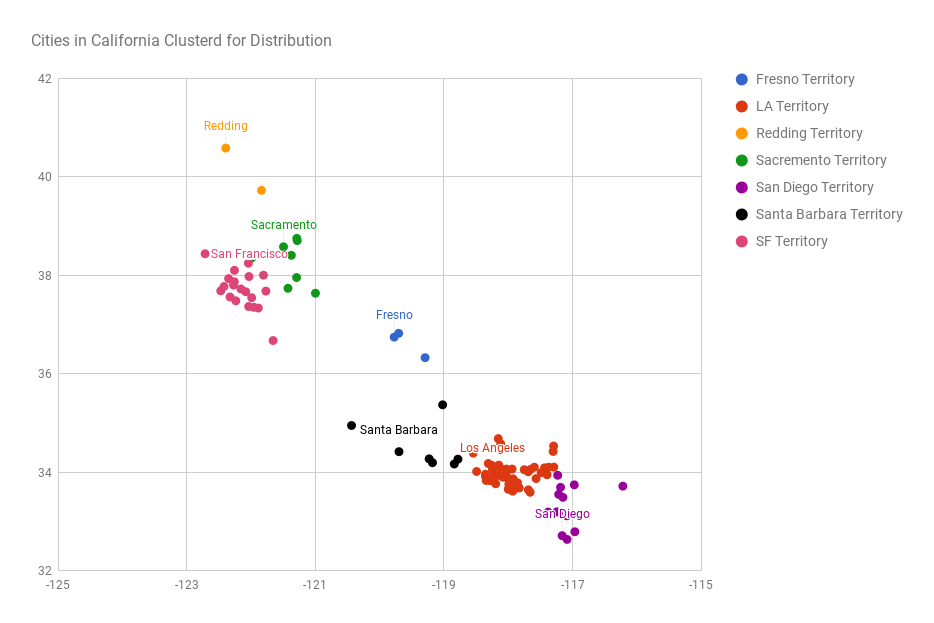 Cities in California Clusterd for Distribution
42
40
38
36
34
32
-125
-123
-121
-119
-117
-115
Redding
Sacramento
San Francisco
Fresno
Santa Barbara
Los Angeles
San Diego
Fresno Territory
LA Territory
Redding Territory
Sacremento Territory
San Diego Territory
Santa Barbara Territory
SF Territory